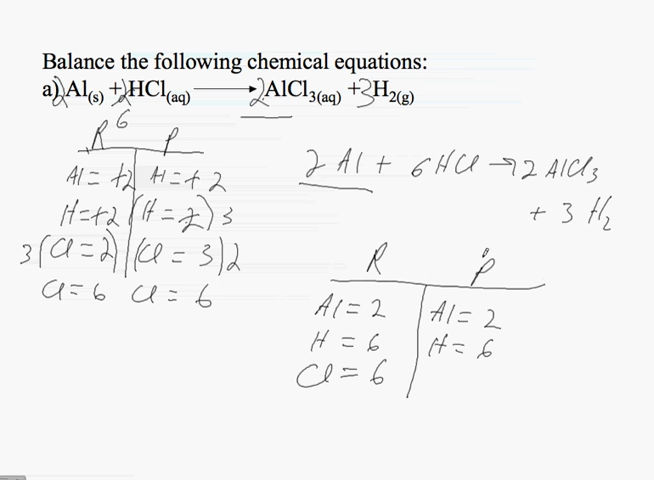 Balance the following chemical equations:
a) 2Al(s) + 2HCl(aq) → 2AlCl3(aq) + 3H2(g)
6
R P
Al = 2 Al = 2
H = 2 (H = 2) 3
3 (Cl = 2) (Cl = 3) 2
Cl = 6 Cl = 6
2 Al + 6 HCl → 2 AlCl3
+ 3 H2
R P
Al = 2 Al = 2
H = 6 H = 6
Cl = 6